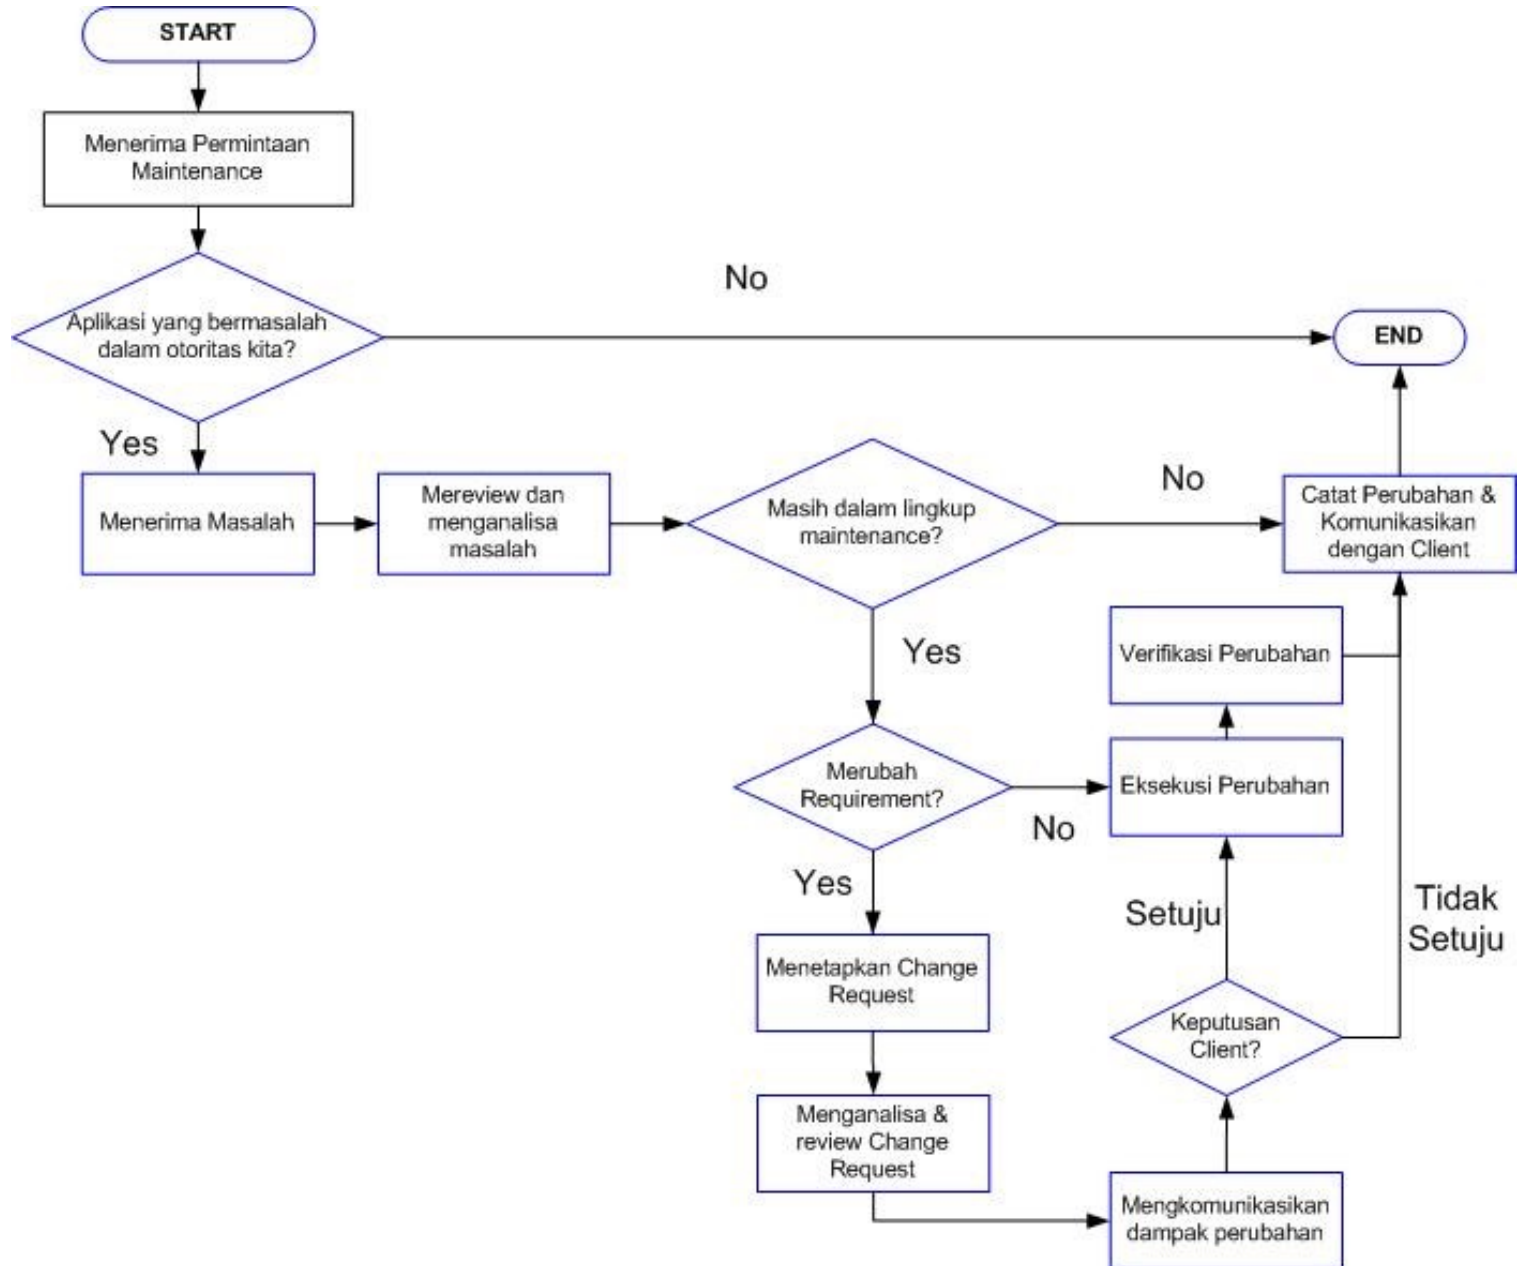 START
Menerima Permintaan
Maintenance
No
Aplikasi yang bermasalah
dalam otoritas kita?
END
Yes
Menerima Masalah
Mereview dan
menganalisa
masalah
Masih dalam lingkup
maintenance?
No
Catat Perubahan &
Komunikasikan
dengan Client
Yes
Verifikasi Perubahan
Merubah
Requirement?
No
Eksekusi Perubahan
Yes
Setuju
Tidak
Setuju
Menetapkan Change
Request
Keputusan
Client?
Menganalisa &
review Change
Request
Mengkomunikasikan
dampak perubahan